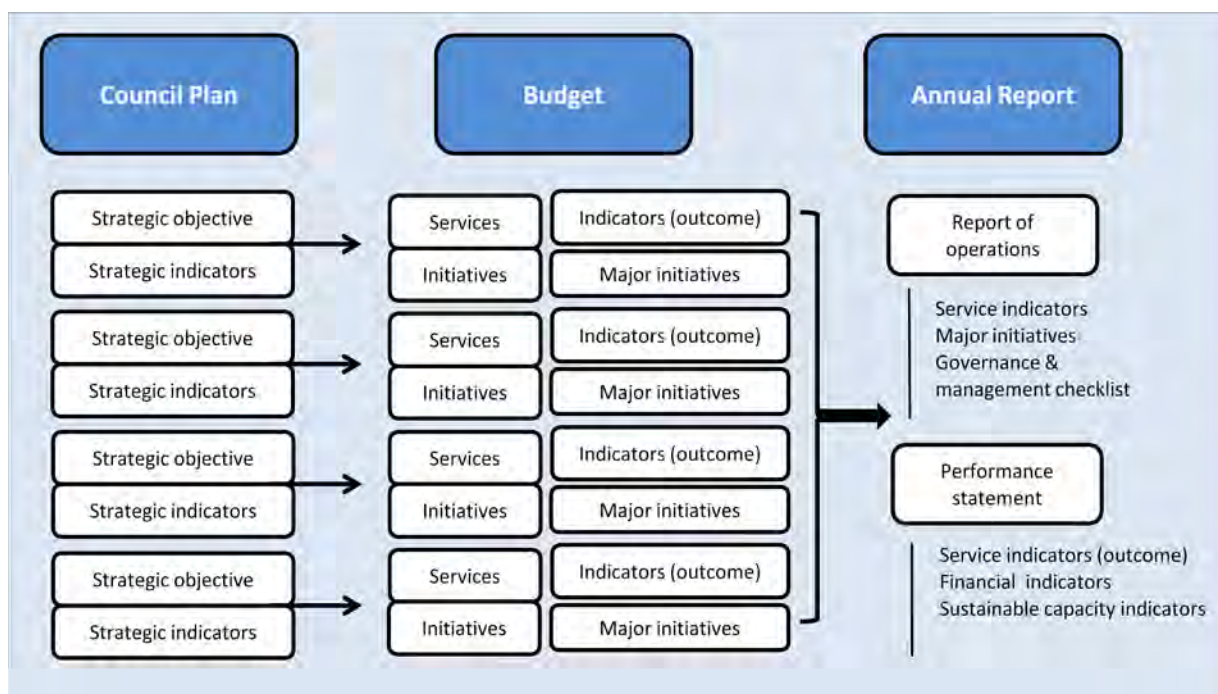 Council Plan
Budget
Annual Report
Strategic objective
Strategic indicators
Strategic objective
Strategic indicators
Strategic objective
Strategic indicators
Strategic objective
Strategic indicators
Services
Indicators (outcome)
Initiatives
Major initiatives
Services
Indicators (outcome)
Initiatives
Major initiatives
Services
Indicators (outcome)
Initiatives
Major initiatives
Services
Indicators (outcome)
Initiatives
Major initiatives
Report of
operations
Service indicators
Major initiatives
Governance &
management checklist
Performance
statement
Service indicators (outcome)
Financial indicators
Sustainable capacity indicators